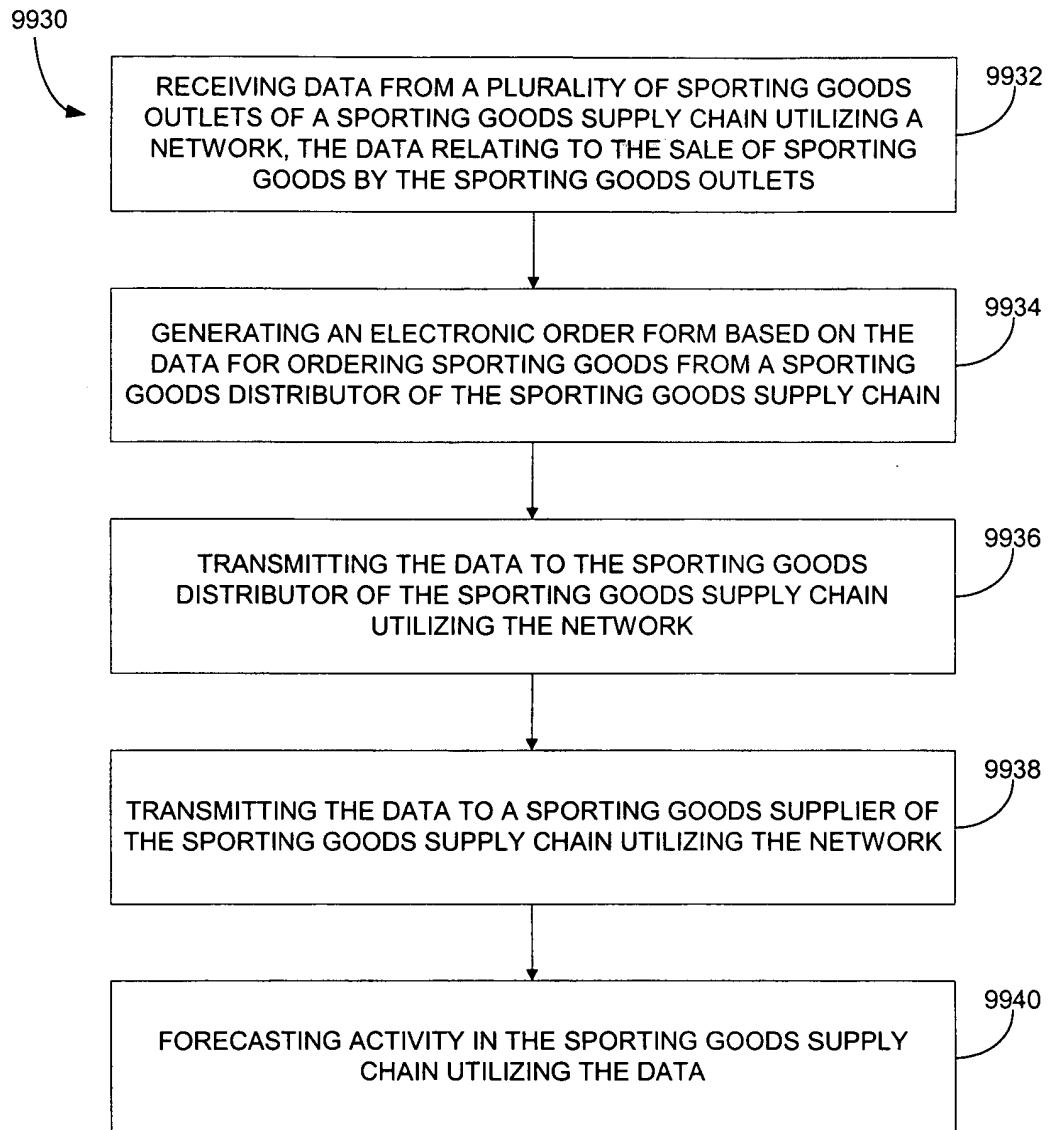 9930
9932
RECEIVING DATA FROM A PLURALITY OF SPORTING GOODS
OUTLETS OF A SPORTING GOODS SUPPLY CHAIN UTILIZING A
NETWORK, THE DATA RELATING TO THE SALE OF SPORTING
GOODS BY THE SPORTING GOODS OUTLETS
9934
GENERATING AN ELECTRONIC ORDER FORM BASED ON THE
DATA FOR ORDERING SPORTING GOODS FROM A SPORTING
GOODS DISTRIBUTOR OF THE SPORTING GOODS SUPPLY CHAIN
9936
TRANSMITTING THE DATA TO THE SPORTING GOODS
DISTRIBUTOR OF THE SPORTING GOODS SUPPLY CHAIN
UTILIZING THE NETWORK
9938
TRANSMITTING THE DATA TO A SPORTING GOODS SUPPLIER OF
THE SPORTING GOODS SUPPLY CHAIN UTILIZING THE NETWORK
9940
FORECASTING ACTIVITY IN THE SPORTING GOODS SUPPLY
CHAIN UTILIZING THE DATA